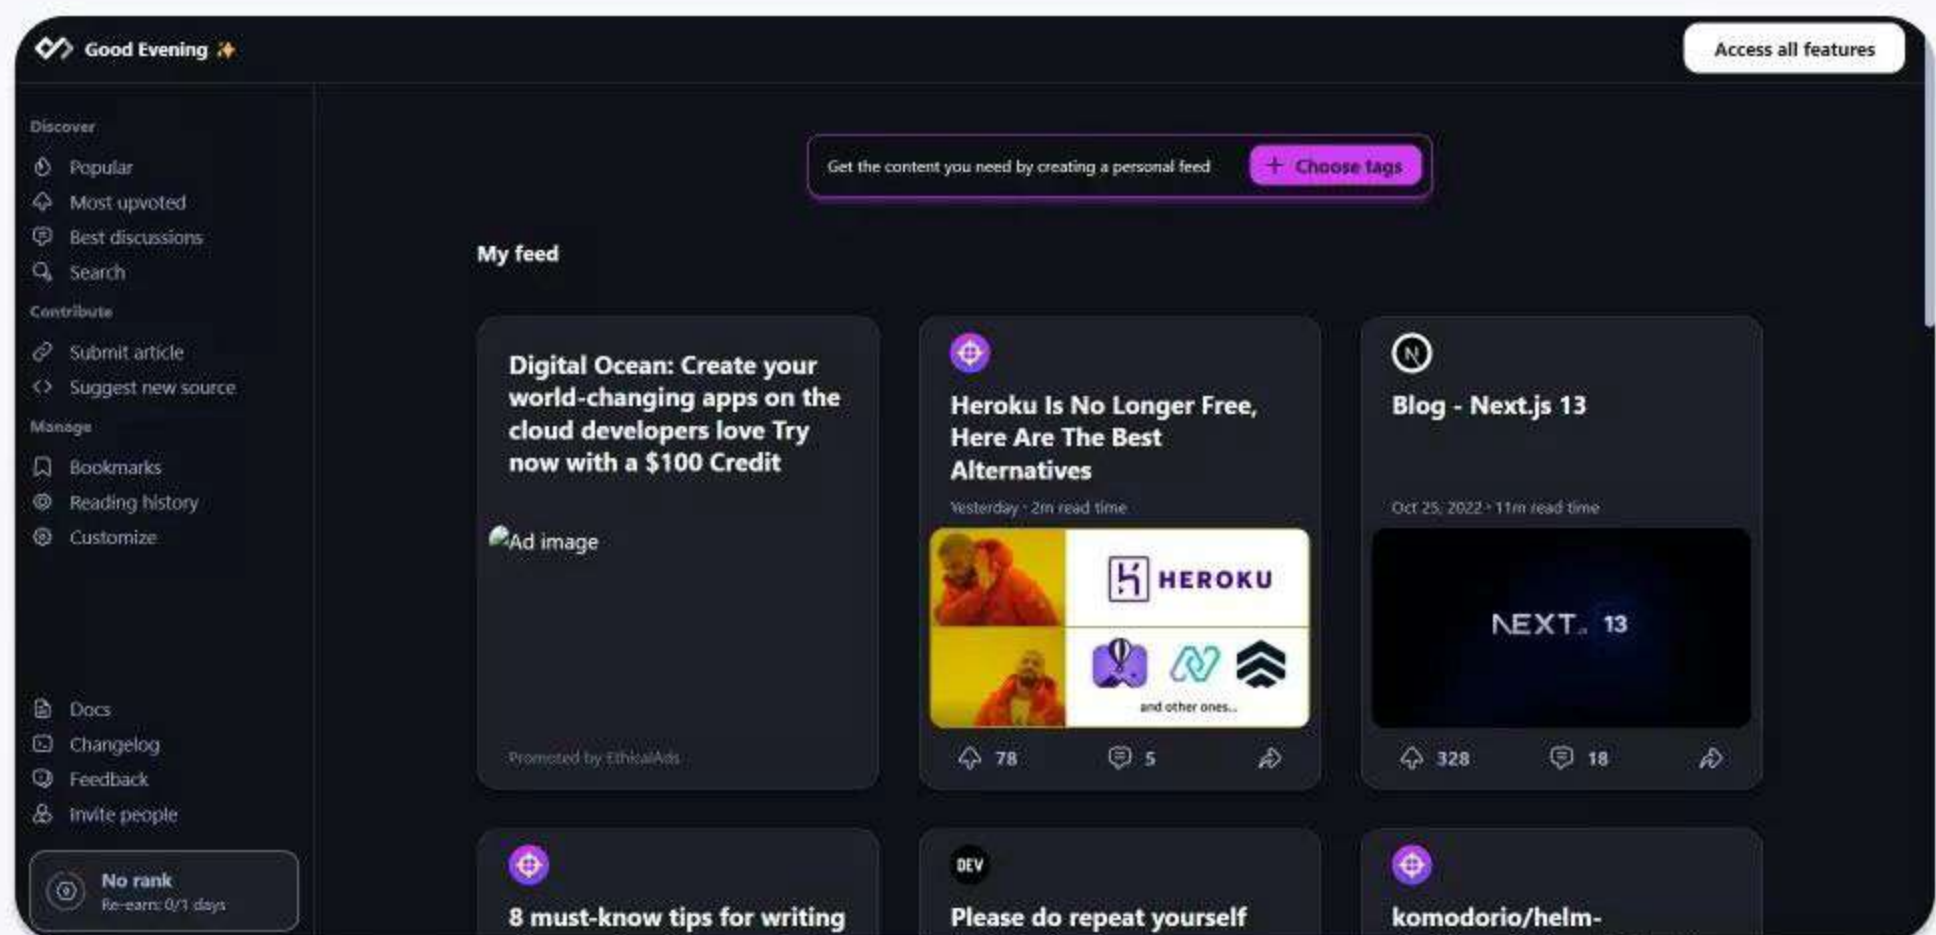 Good Evening ✨
Access all features
Discover
Popular
Most upvoted
Best discussions
Search
Contribute
Submit article
Suggest new source
Manage
Bookmarks
Reading history
Customize
Docs
Changelog
Feedback
Invite people
No rank
Re-earn: 0/1 days
Get the content you need by creating a personal feed
+ Choose tags
My feed
Digital Ocean: Create your
world-changing apps on the
cloud developers love Try
now with a $100 Credit
Ad image
Promoted by EthicalAds
Heroku Is No Longer Free,
Here Are The Best
Alternatives
Yesterday · 2m read time
HEROKU
and other ones...
78
5
N
Blog - Next.js 13
Oct 25, 2022 · 11m read time
NEXT.JS 13
328
18
8 must-know tips for writing
DEV
Please do repeat yourself
komodorio/helm-